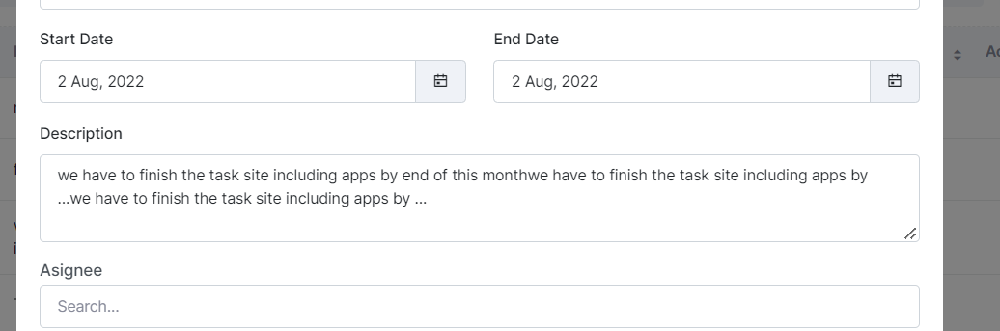 Start Date End Date
2 Aug, 2022 2 Aug, 2022
Description
we have to finish the task site including apps by end of this monthwe have to finish the task site including apps by
...we have to finish the task site including apps by ...
Asignee
Search...